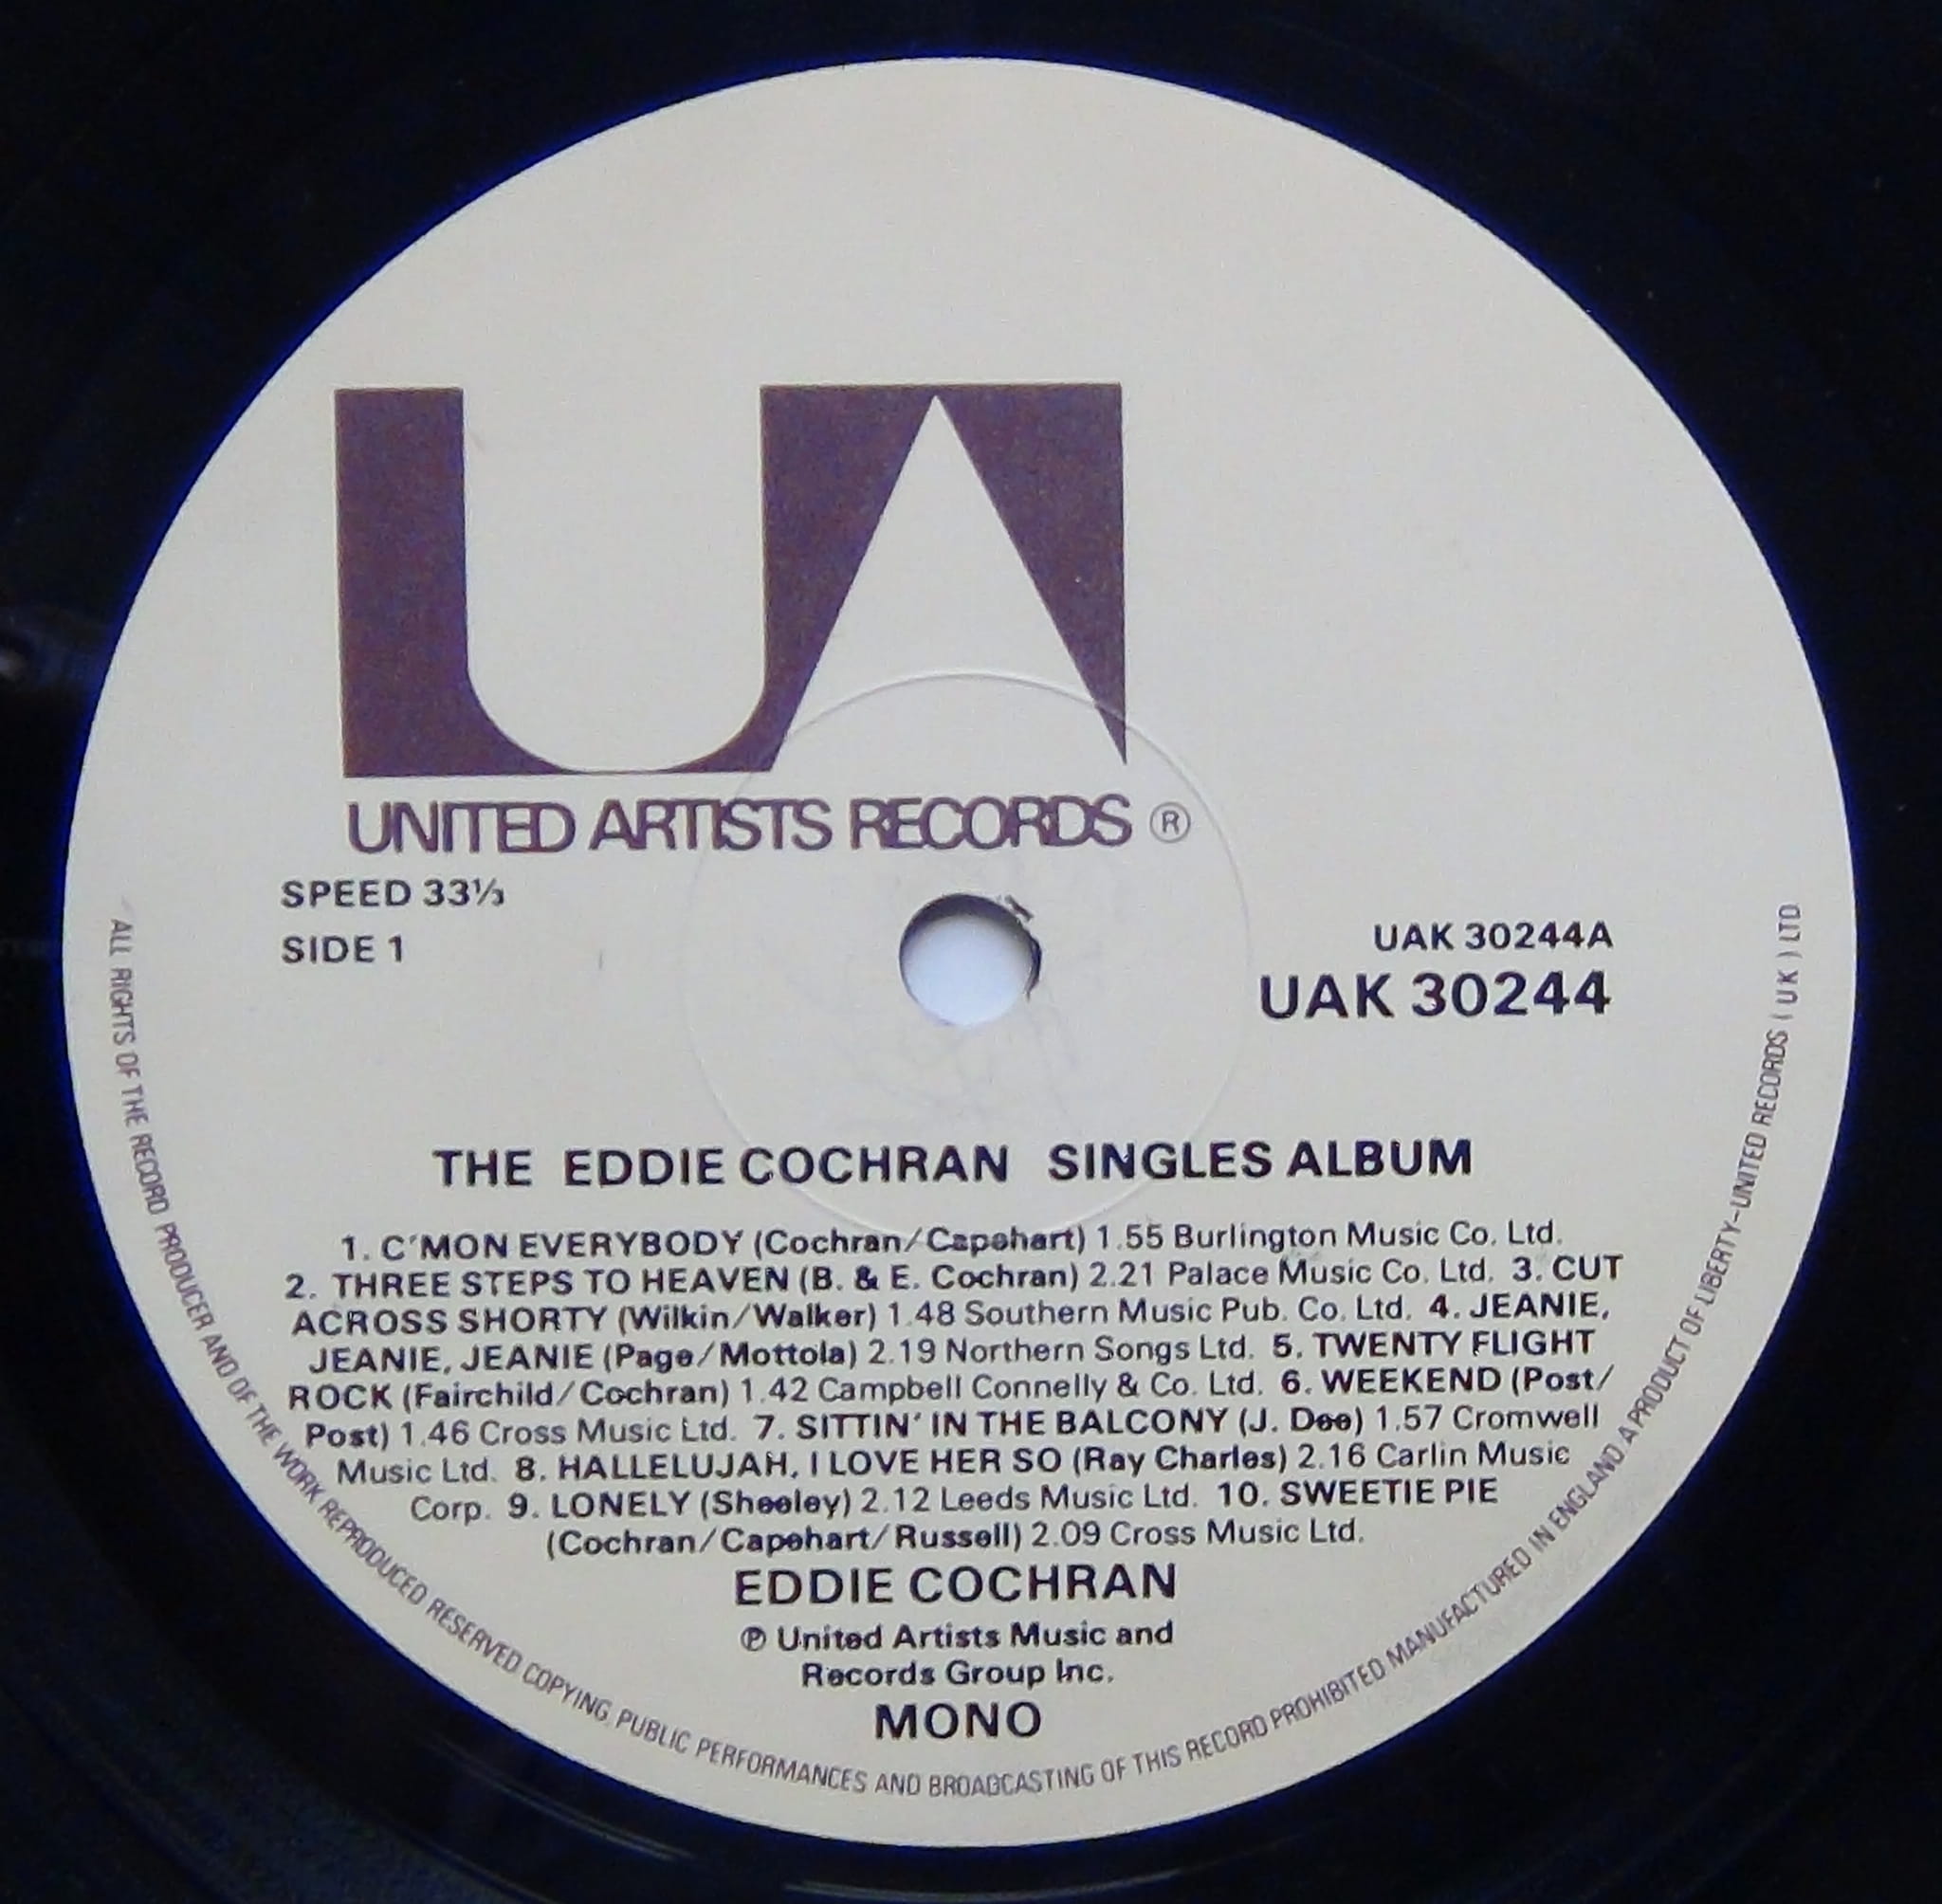 UA
UNITED ARTISTS RECORDS ®
SPEED 33⅓
SIDE 1
UAK 30244A
UAK 30244
THE EDDIE COCHRAN SINGLES ALBUM
1. C'MON EVERYBODY (Cochran/Capehart) 1.55 Burlington Music Co. Ltd.
2. THREE STEPS TO HEAVEN (B. & E. Cochran) 2.21 Palace Music Co. Ltd. 3. CUT
ACROSS SHORTY (Wilkin/Walker) 1.48 Southern Music Pub. Co. Ltd. 4. JEANIE,
JEANIE, JEANIE (Page/Mottola) 2.19 Northern Songs Ltd. 5. TWENTY FLIGHT
ROCK (Fairchild/Cochran) 1.42 Campbell Connelly & Co. Ltd. 6. WEEKEND (Post/
Post) 1.46 Cross Music Ltd. 7. SITTIN' IN THE BALCONY (J. Dee) 1.57 Cromwell
Music Ltd. 8. HALLELUJAH, I LOVE HER SO (Ray Charles) 2.16 Carlin Music
Corp. 9. LONELY (Sheeley) 2.12 Leeds Music Ltd. 10. SWEETIE PIE
(Cochran/Capehart/Russell) 2.09 Cross Music Ltd.
EDDIE COCHRAN
℗ United Artists Music and
Records Group Inc.
MONO
ALL RIGHTS OF THE RECORD PRODUCER AND OF THE WORK REPRODUCED RESERVED COPYING, PUBLIC PERFORMANCES AND BROADCASTING OF THIS RECORD PROHIBITED MANUFACTURED IN ENGLAND A PRODUCT OF LIBERTY-UNITED RECORDS (UK) LTD